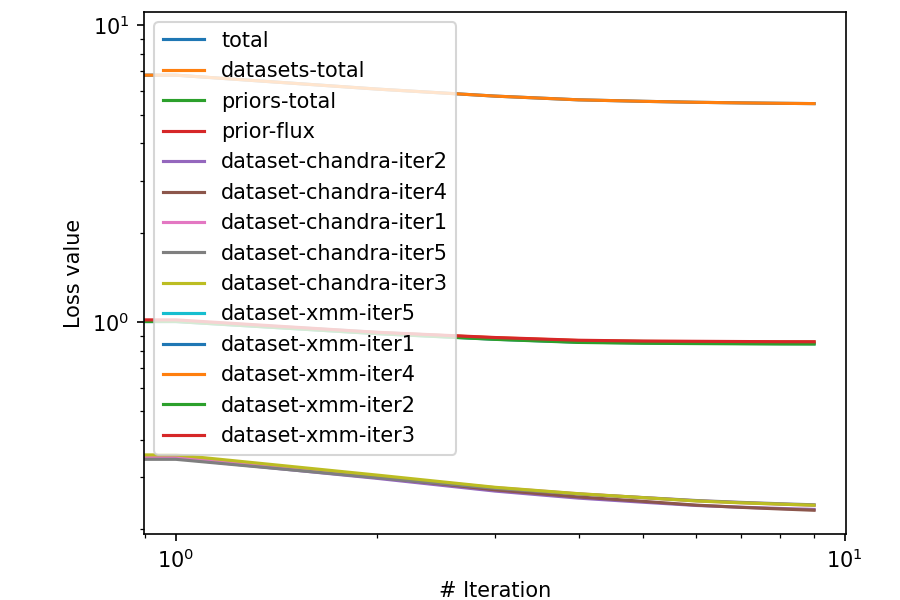 10¹
total
datasets-total
priors-total
prior-flux
dataset-chandra-iter2
dataset-chandra-iter4
dataset-chandra-iter1
dataset-chandra-iter5
dataset-chandra-iter3
dataset-xmm-iter5
dataset-xmm-iter1
dataset-xmm-iter4
dataset-xmm-iter2
dataset-xmm-iter3
Loss value
10⁰
10⁰
10¹
# Iteration